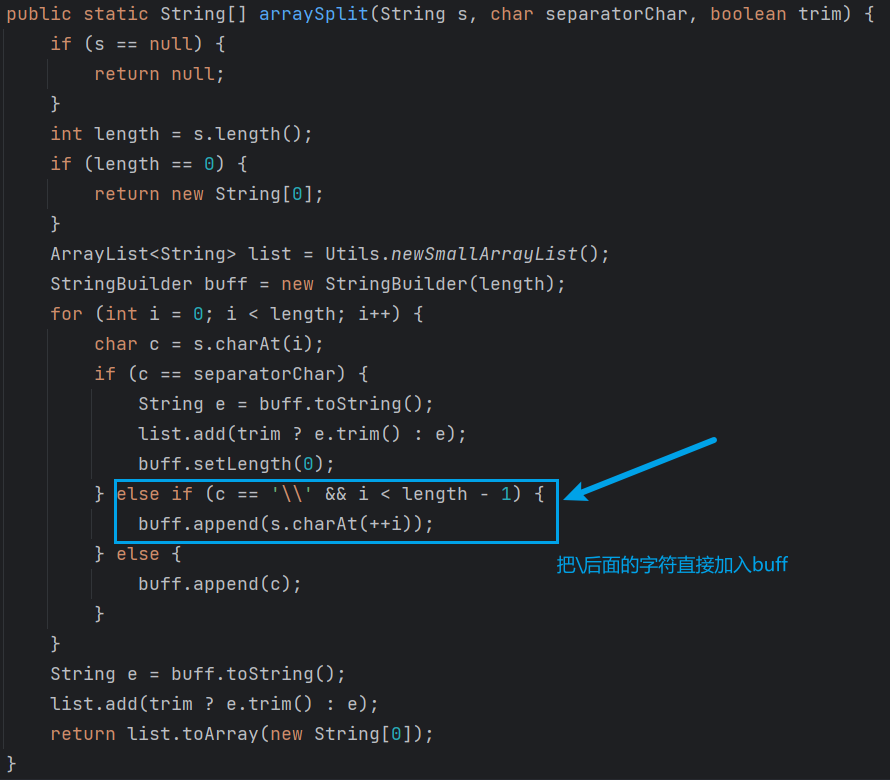 public static String[] arraySplit(String s, char separatorChar, boolean trim) {
    if (s == null) {
        return null;
    }
    int length = s.length();
    if (length == 0) {
        return new String[0];
    }
    ArrayList<String> list = Utils.newSmallArrayList();
    StringBuilder buff = new StringBuilder(length);
    for (int i = 0; i < length; i++) {
        char c = s.charAt(i);
        if (c == separatorChar) {
            String e = buff.toString();
            list.add(trim ? e.trim() : e);
            buff.setLength(0);
        } else if (c == '\\' && i < length - 1) {
            buff.append(s.charAt(++i));
        } else {
把\后面的字符直接加入buff
            buff.append(c);
        }
    }
    String e = buff.toString();
    list.add(trim ? e.trim() : e);
    return list.toArray(new String[0]);
}